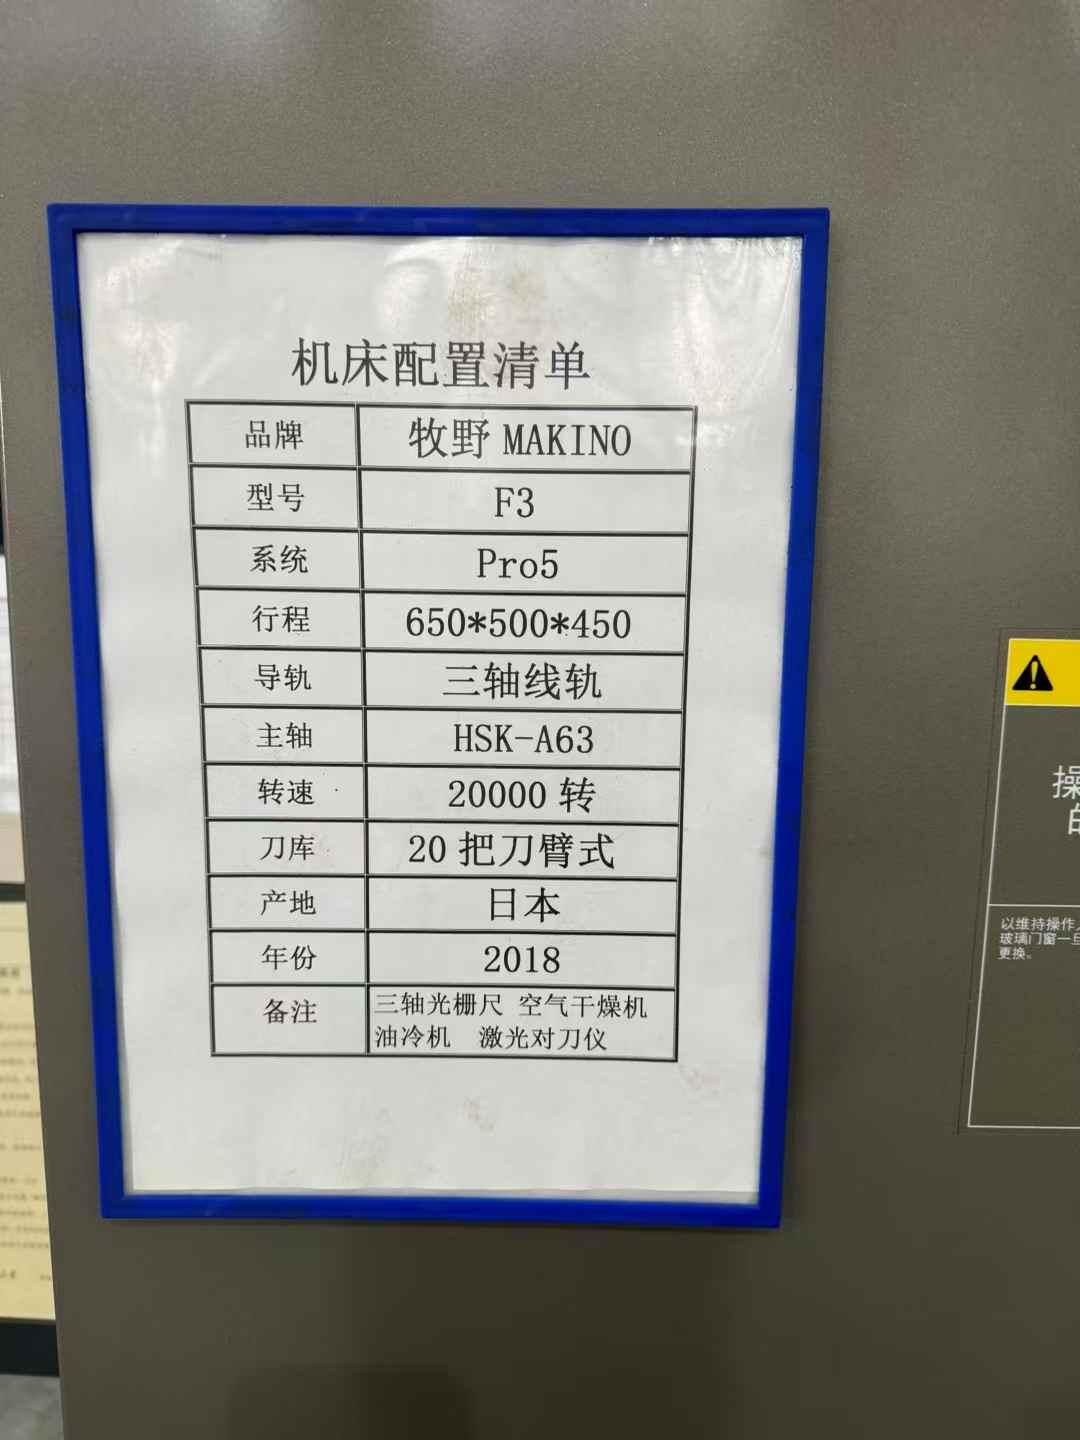 机床配置清单
品牌 牧野 MAKINO
型号 F3
系统 Pro5
行程 650*500*450
导轨 三轴线轨
主轴 HSK-A63
转速 20000 转
刀库 20 把刀臂式
产地 日本
年份 2018
备注 三轴光栅尺 空气干燥机
油冷机 激光对刀仪
操
的
以维持操作
玻璃门窗一旦
更换。